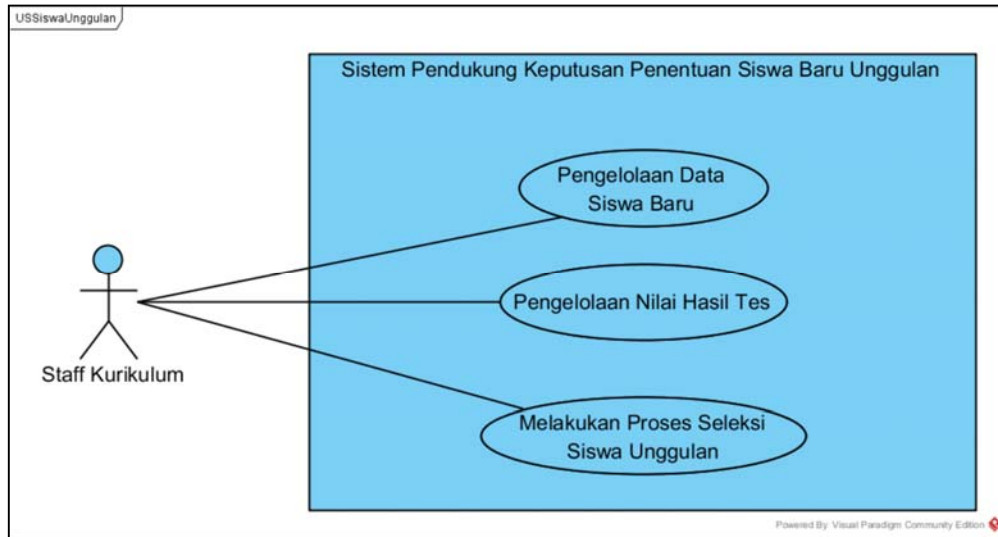 USSiswaUnggulan
Sistem Pendukung Keputusan Penentuan Siswa Baru Unggulan
Pengelolaan Data
Siswa Baru
Pengelolaan Nilai Hasil Tes
Staff Kurikulum
Melakukan Proses Seleksi
Siswa Unggulan
Powered By Visual Paradigm Community Edition